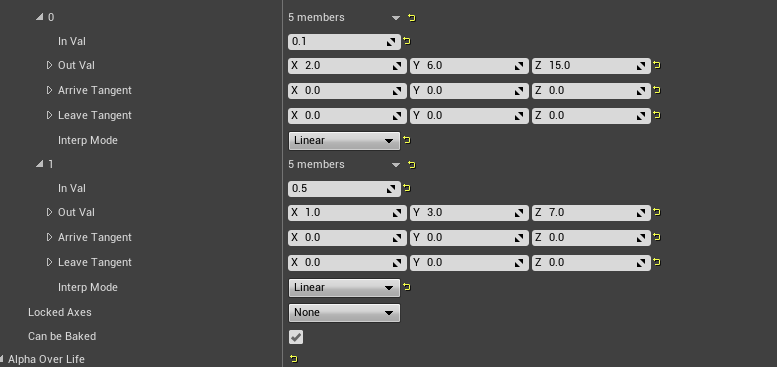 0 5 members
In Val 0.1
Out Val X 2.0 Y 6.0 Z 15.0
Arrive Tangent X 0.0 Y 0.0 Z 0.0
Leave Tangent X 0.0 Y 0.0 Z 0.0
Interp Mode Linear
1 5 members
In Val 0.5
Out Val X 1.0 Y 3.0 Z 7.0
Arrive Tangent X 0.0 Y 0.0 Z 0.0
Leave Tangent X 0.0 Y 0.0 Z 0.0
Interp Mode Linear
Locked Axes None
Can be Baked
Alpha Over Life